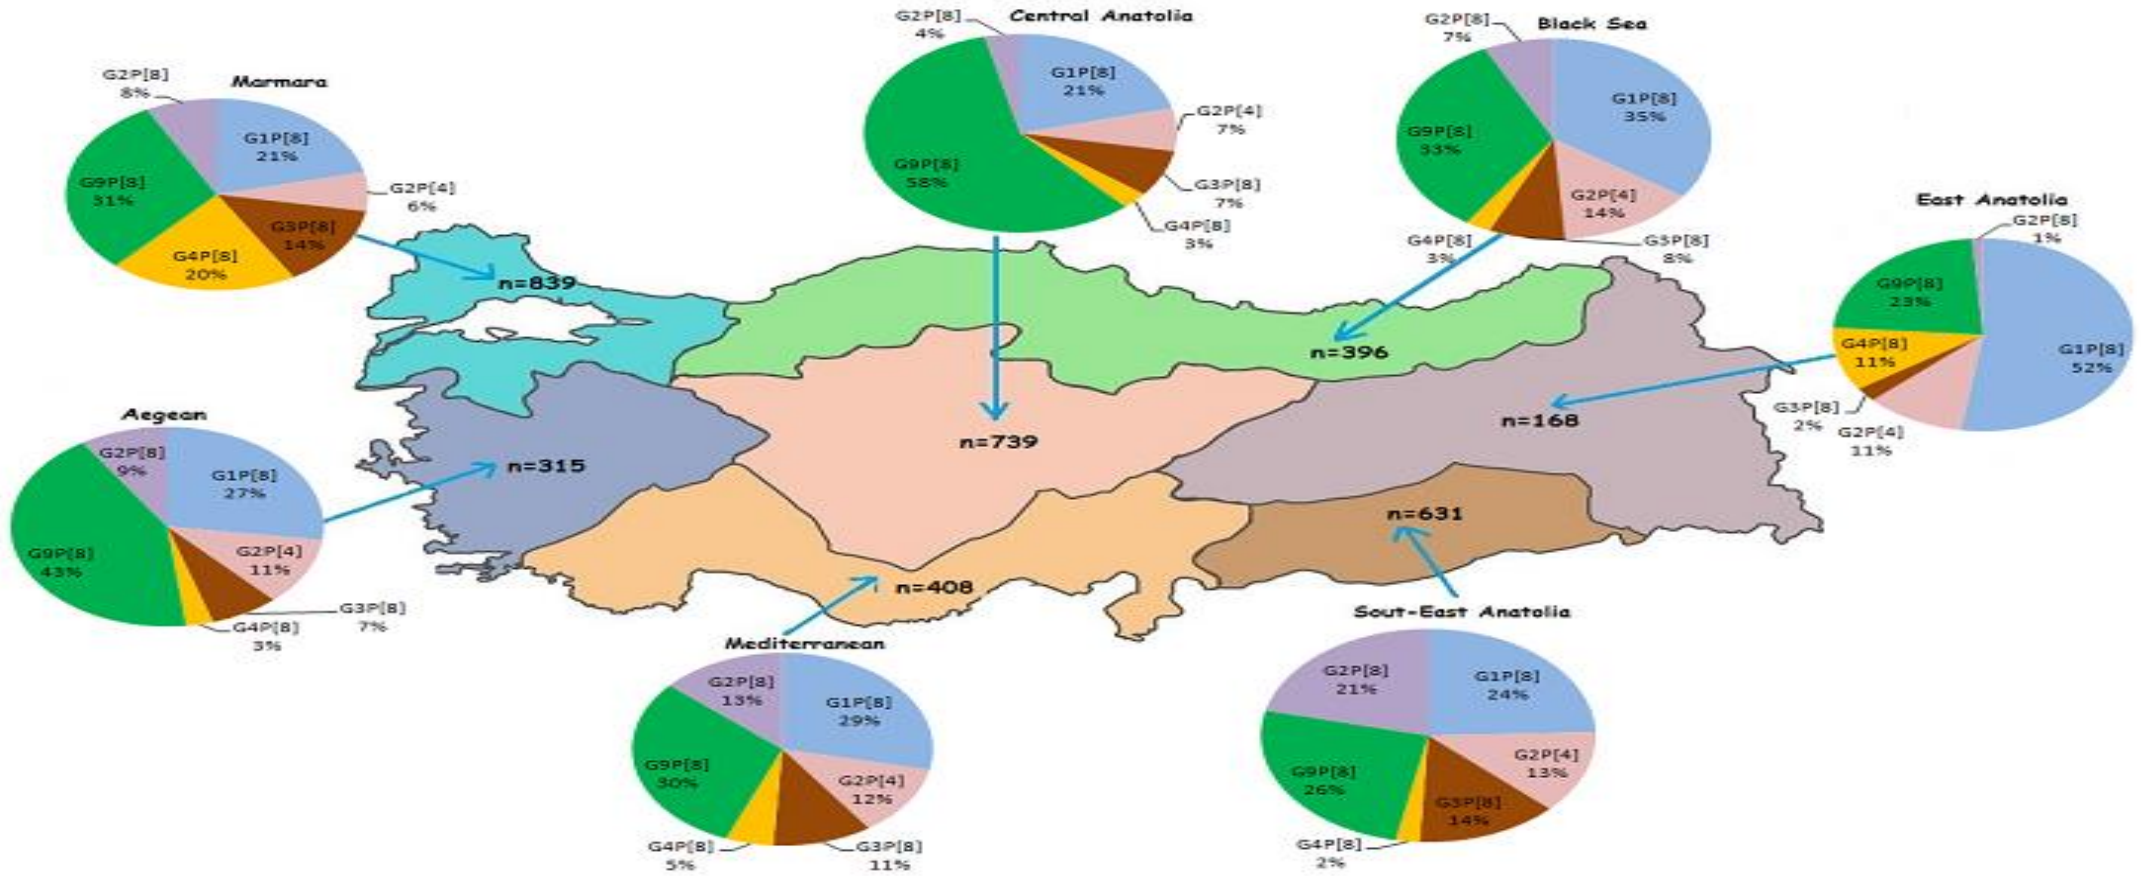 Marmara
G2P[8]
8%
G1P[8]
21%
G2P[4]
6%
G3P[8]
14%
G4P[8]
20%
G9P[8]
31%
Central Anatolia
G2P[8]
4%
G1P[8]
21%
G2P[4]
7%
G3P[8]
7%
G4P[8]
3%
G9P[8]
58%
Black Sea
G2P[8]
7%
G1P[8]
35%
G2P[4]
14%
G3P[8]
8%
G4P[8]
3%
G9P[8]
33%
East Anatolia
G2P[8]
1%
G1P[8]
52%
G2P[4]
11%
G3P[8]
2%
G4P[8]
11%
G9P[8]
23%
n=839
n=396
n=739
n=168
n=315
n=631
n=408
Aegean
G2P[8]
9%
G1P[8]
27%
G2P[4]
11%
G3P[8]
7%
G4P[8]
3%
G9P[8]
43%
Mediterranean
G2P[8]
13%
G1P[8]
29%
G2P[4]
12%
G3P[8]
11%
G4P[8]
5%
G9P[8]
30%
Sout-East Anatolia
G2P[8]
21%
G1P[8]
24%
G2P[4]
13%
G3P[8]
14%
G4P[8]
2%
G9P[8]
26%